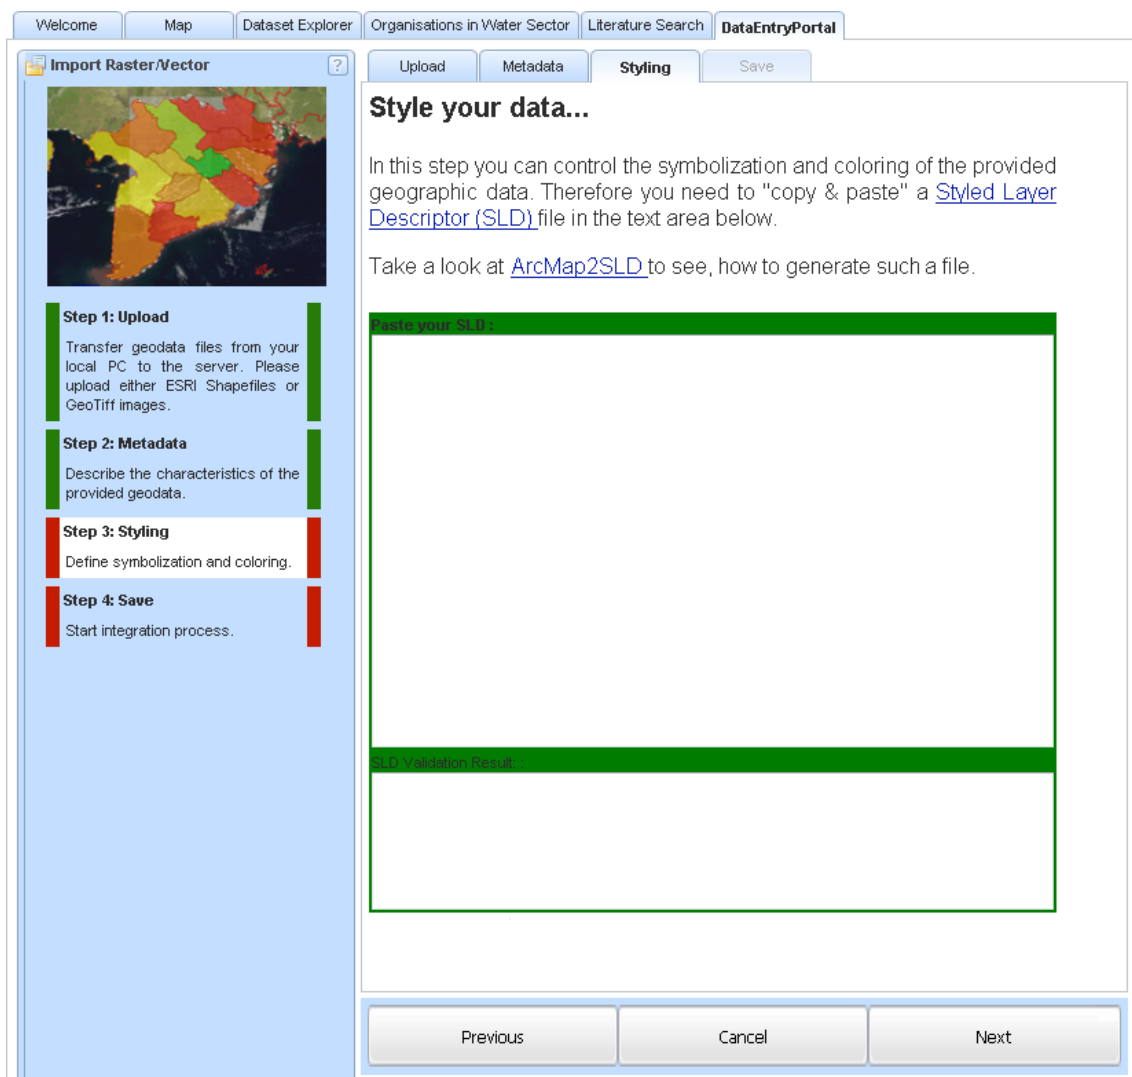 Welcome
Map
Dataset Explorer
Organisations in Water Sector
Literature Search
DataEntryPortal
Import Raster/Vector
?
Step 1: Upload
Transfer geodata files from your
local PC to the server. Please
upload either ESRI Shapefiles or
GeoTiff images.
Step 2: Metadata
Describe the characteristics of the
provided geodata.
Step 3: Styling
Define symbolization and coloring.
Step 4: Save
Start integration process.
Upload
Metadata
Styling
Save
Style your data...
In this step you can control the symbolization and coloring of the provided
geographic data. Therefore you need to "copy & paste" a Styled Layer
Descriptor (SLD) file in the text area below.
Take a look at ArcMap2SLD to see, how to generate such a file.
Paste your SLD :
SLD Validation Result: :
Previous
Cancel
Next